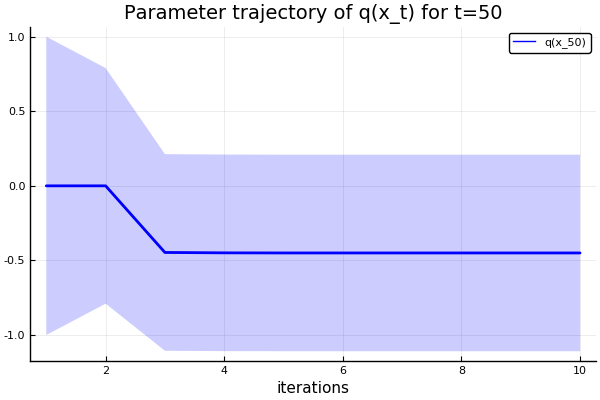 Parameter trajectory of q(x_t) for t=50
q(x_50)
1.0
0.5
0.0
-0.5
-1.0
2 4 6 8 10
iterations